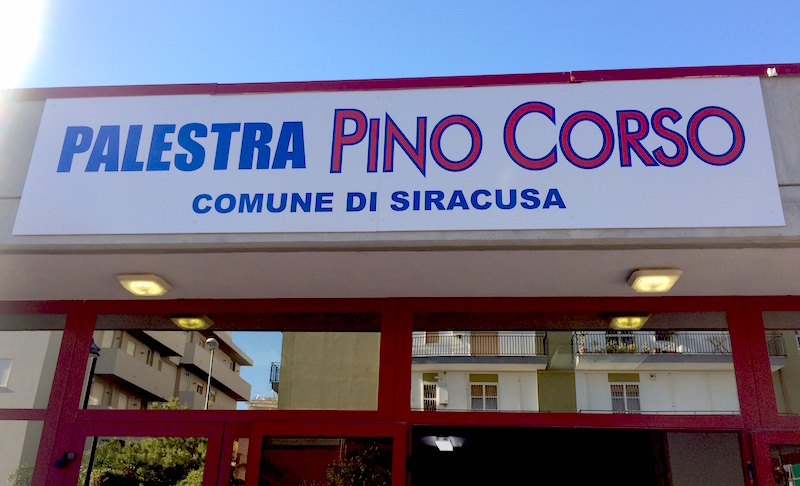 PALESTRA PINO CORSO
COMUNE DI SIRACUSA